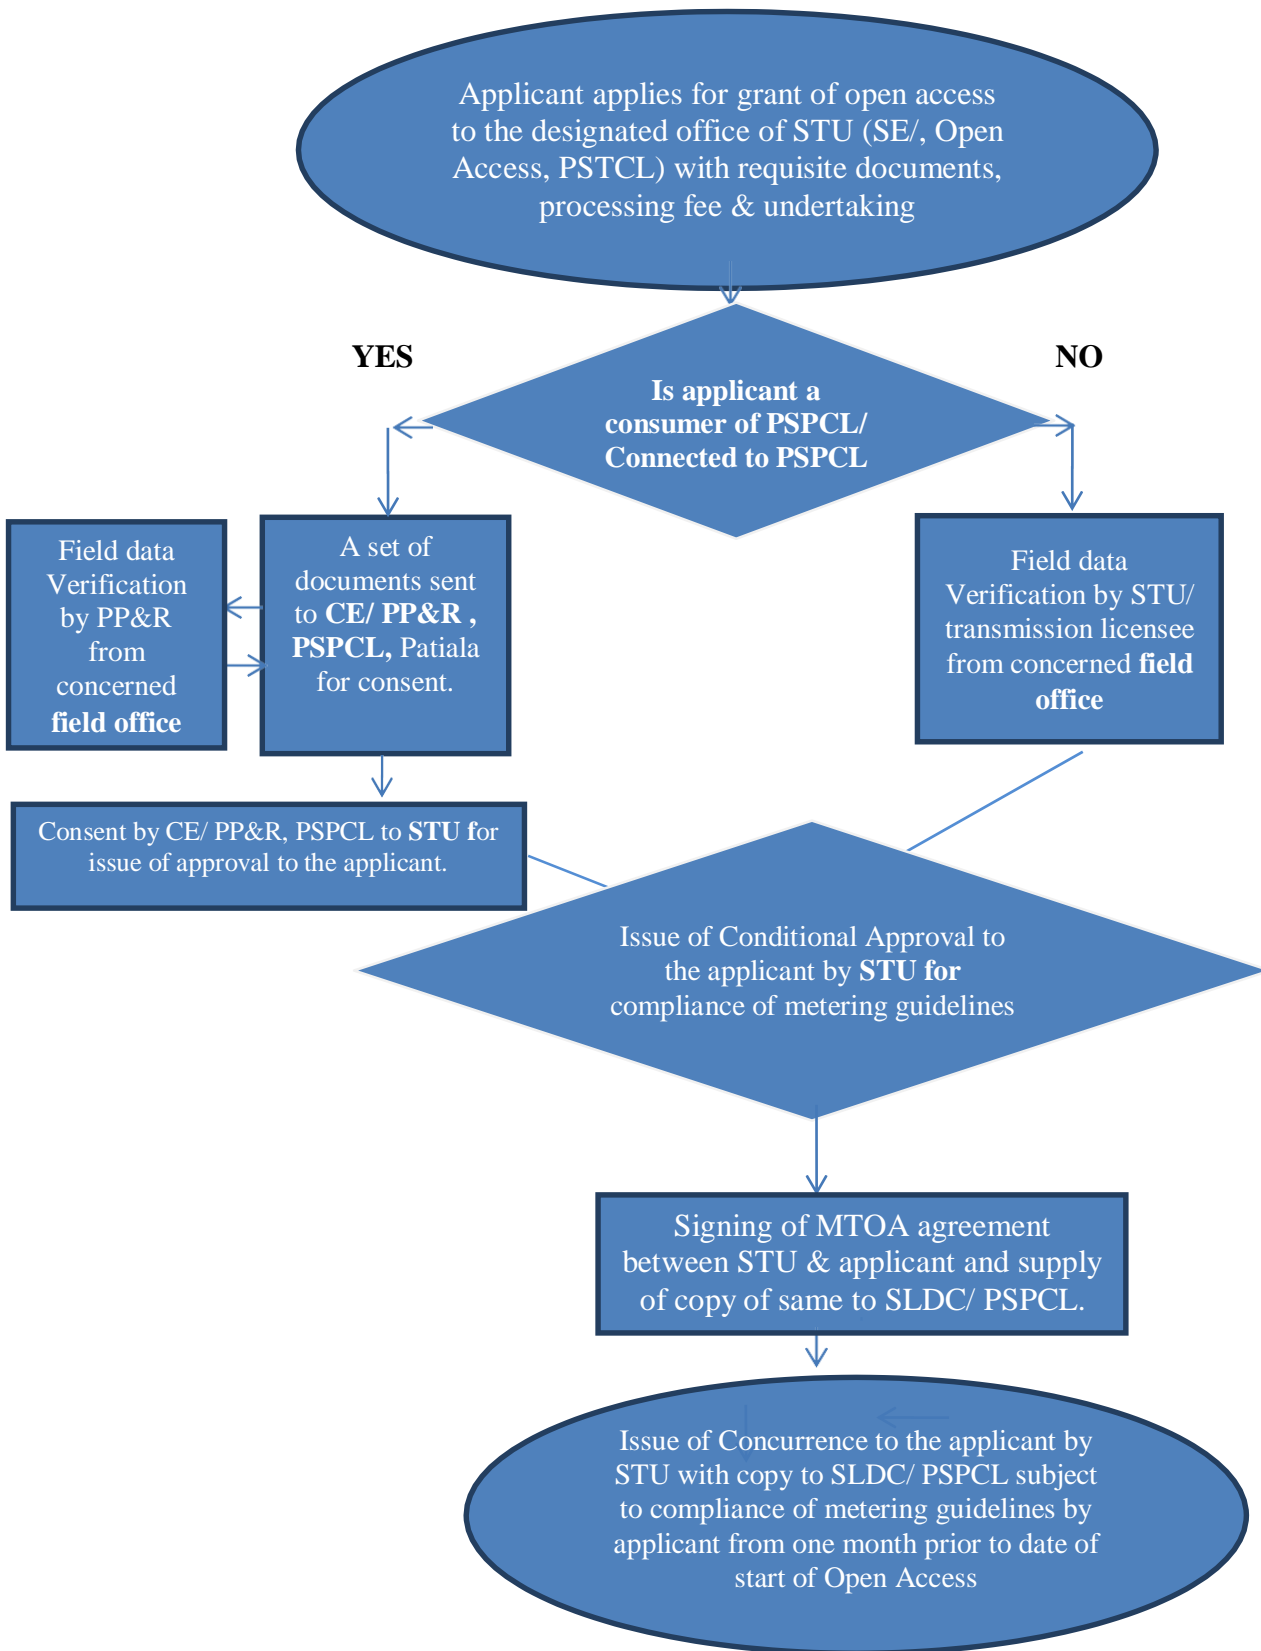 Applicant applies for grant of open access
to the designated office of STU (SE/, Open
Access, PSTCL) with requisite documents,
processing fee & undertaking
YES
NO
Is applicant a
consumer of PSPCL/
Connected to PSPCL
Field data
Verification
by PP&R
from
concerned
field office
A set of
documents sent
to CE/ PP&R ,
PSPCL, Patiala
for consent.
Field data
Verification by STU/
transmission licensee
from concerned field
office
Consent by CE/ PP&R, PSPCL to STU for
issue of approval to the applicant.
Issue of Conditional Approval to
the applicant by STU for
compliance of metering guidelines
Signing of MTOA agreement
between STU & applicant and supply
of copy of same to SLDC/ PSPCL.
Issue of Concurrence to the applicant by
STU with copy to SLDC/ PSPCL subject
to compliance of metering guidelines by
applicant from one month prior to date of
start of Open Access